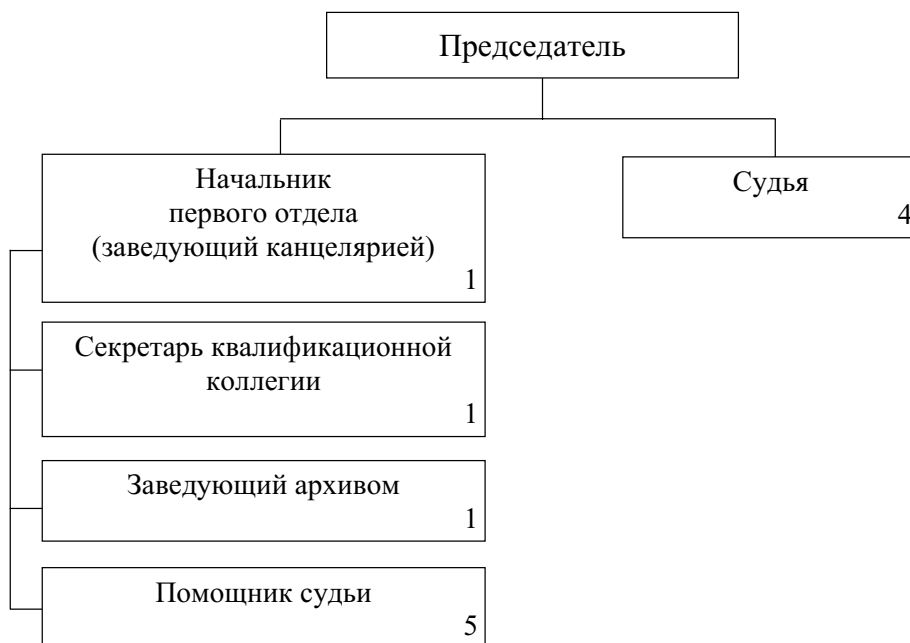 Председатель
Начальник
первого отдела
(заведующий канцелярией)
1
Судья
4
Секретарь квалификационной
коллегии
1
Заведующий архивом
1
Помощник судьи
5